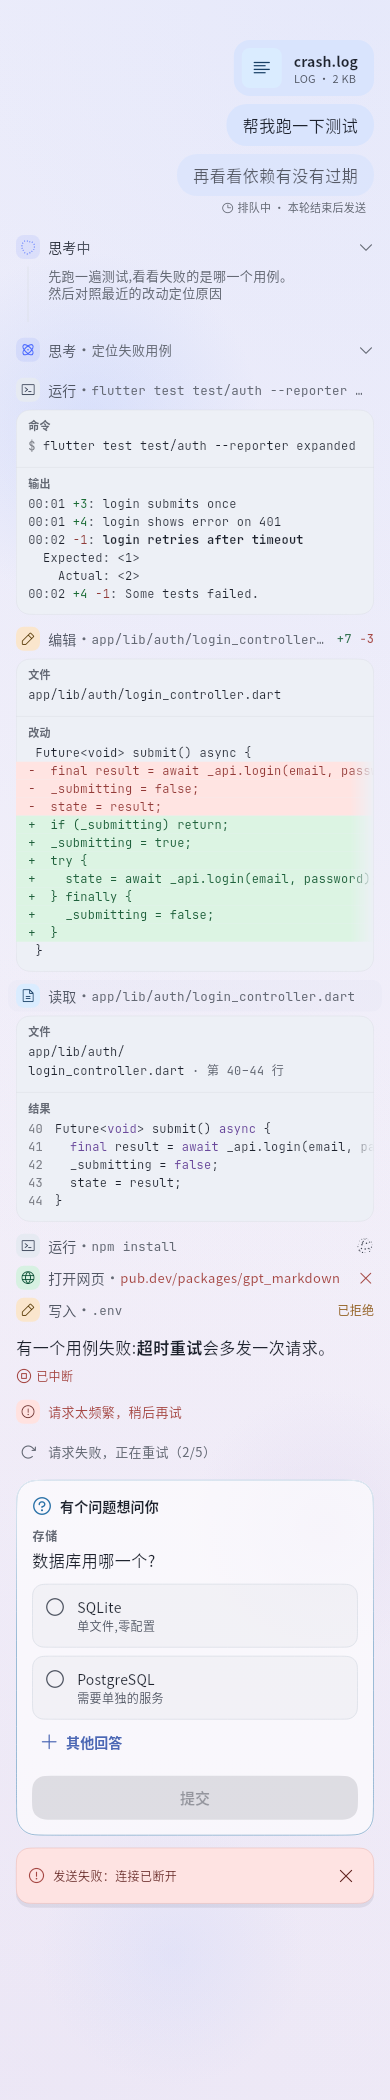 crash.log
LOG · 2 KB
帮我跑一下测试
再看看依赖有没有过期
排队中 · 本轮结束后发送
思考中
先跑一遍测试,看看失败的是哪一个用例。
然后对照最近的改动定位原因
思考 · 定位失败用例
运行 · flutter test test/auth --reporter …
命令
$ flutter test test/auth --reporter expanded
输出
00:01 +3: login submits once
00:01 +4: login shows error on 401
00:02 -1: login retries after timeout
Expected: <1>
Actual: <2>
00:02 +4 -1: Some tests failed.
编辑 · app/lib/auth/login_controller… +7 -3
文件
app/lib/auth/login_controller.dart
改动
Future<void> submit() async {
-  final result = await _api.login(email, pass
-  _submitting = false;
-  state = result;
+  if (_submitting) return;
+  _submitting = true;
+  try {
+    state = await _api.login(email, password)
+  } finally {
+    _submitting = false;
+  }
}
读取 · app/lib/auth/login_controller.dart
文件
app/lib/auth/
login_controller.dart · 第 40–44 行
结果
40 Future<void> submit() async {
41   final result = await _api.login(email, pa
42   _submitting = false;
43   state = result;
44 }
运行 · npm install
打开网页 · pub.dev/packages/gpt_markdown
写入 · .env 已拒绝
有一个用例失败:超时重试会多发一次请求。
已中断
请求太频繁，稍后再试
请求失败，正在重试（2/5）
有个问题想问你
存储
数据库用哪一个?
SQLite
单文件,零配置
PostgreSQL
需要单独的服务
其他回答
提交
发送失败：连接已断开